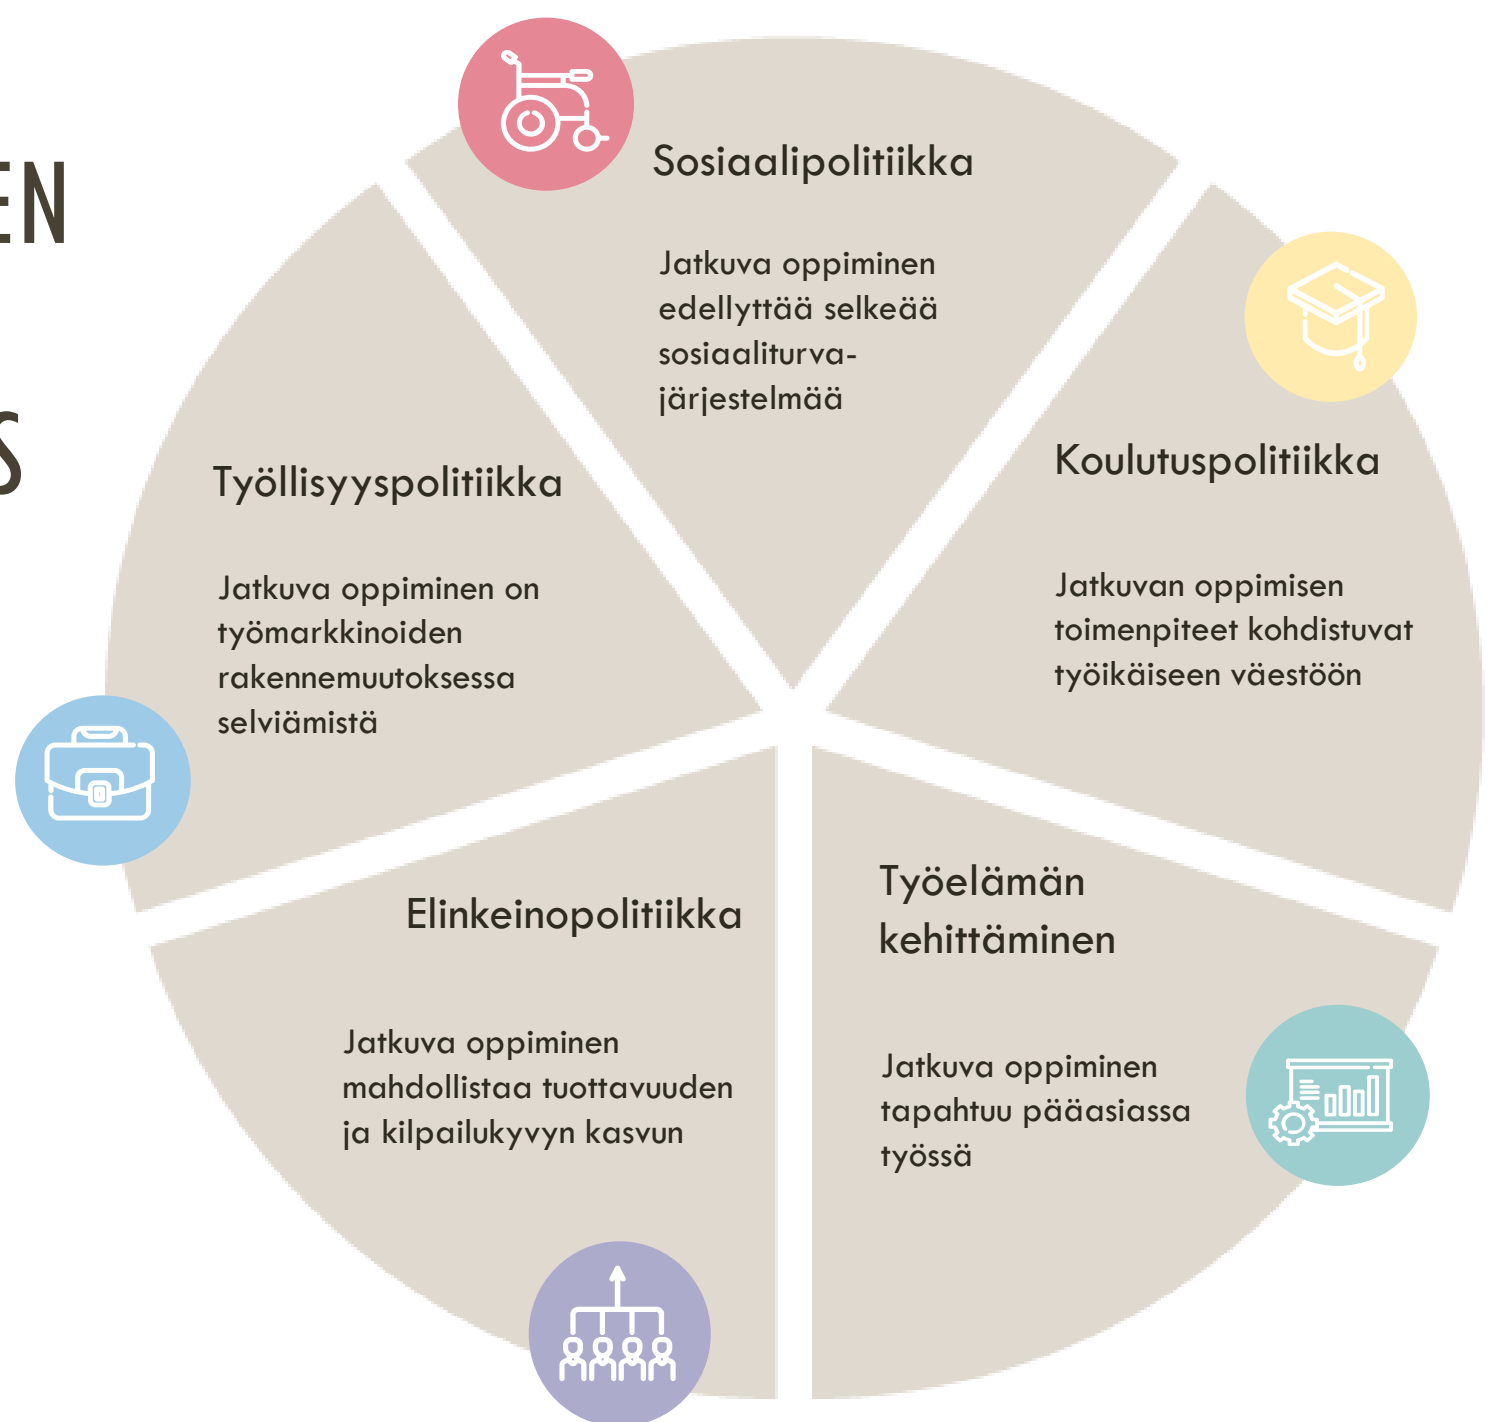 EN
S
Sosiaalipolitiikka
Jatkuva oppiminen
edellyttää selkeää
sosiaaliturva-
järjestelmää
Koulutuspolitiikka
Jatkuvan oppimisen
toimenpiteet kohdistuvat
työikäiseen väestöön
Työelämän
kehittäminen
Jatkuva oppiminen
tapahtuu pääasiassa
työssä
Elinkeinopolitiikka
Jatkuva oppiminen
mahdollistaa tuottavuuden
ja kilpailukyvyn kasvun
Työllisyyspolitiikka
Jatkuva oppiminen on
työmarkkinoiden
rakennemuutoksessa
selviämistä